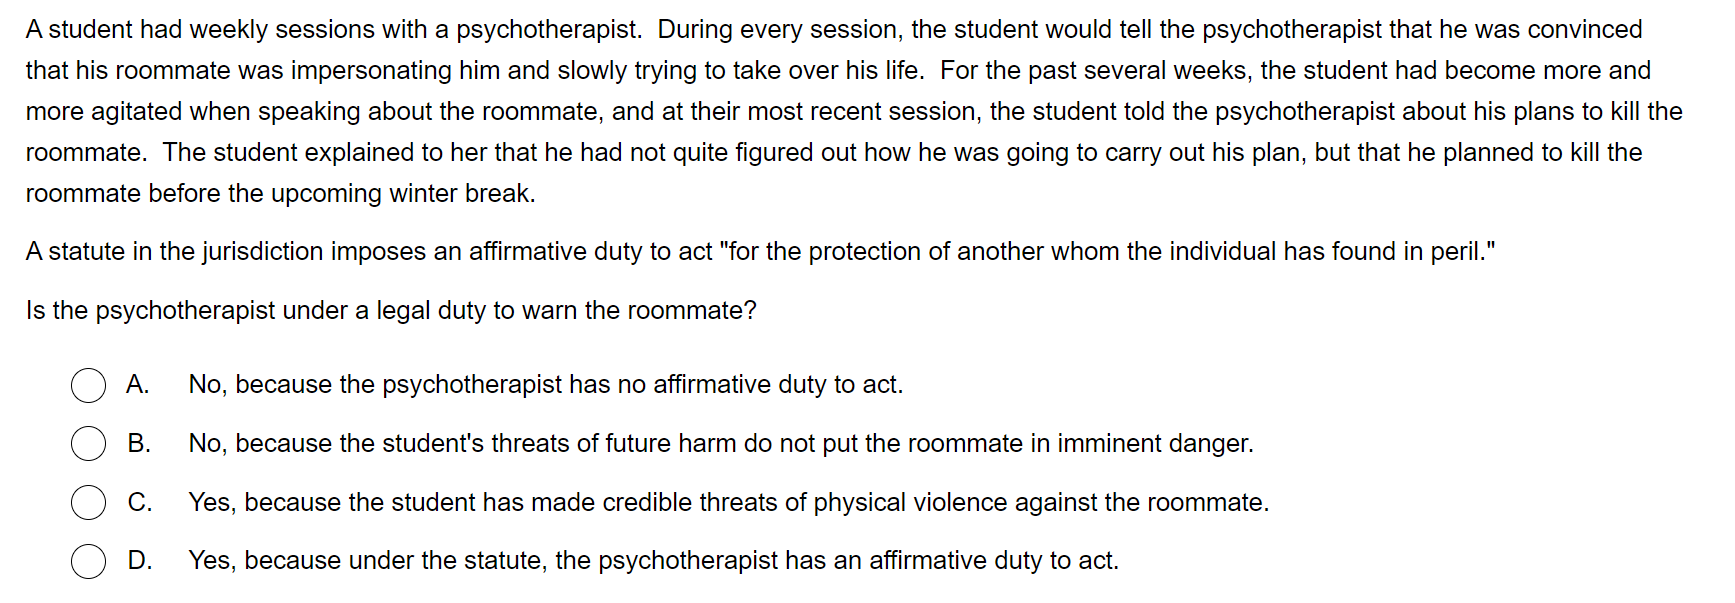 A student had weekly sessions with a psychotherapist.  During every session, the student would tell the psychotherapist that he was convinced
that his roommate was impersonating him and slowly trying to take over his life.  For the past several weeks, the student had become more and
more agitated when speaking about the roommate, and at their most recent session, the student told the psychotherapist about his plans to kill the
roommate.  The student explained to her that he had not quite figured out how he was going to carry out his plan, but that he planned to kill the
roommate before the upcoming winter break.
A statute in the jurisdiction imposes an affirmative duty to act "for the protection of another whom the individual has found in peril."
Is the psychotherapist under a legal duty to warn the roommate?
A. No, because the psychotherapist has no affirmative duty to act.
B. No, because the student's threats of future harm do not put the roommate in imminent danger.
C. Yes, because the student has made credible threats of physical violence against the roommate.
D. Yes, because under the statute, the psychotherapist has an affirmative duty to act.